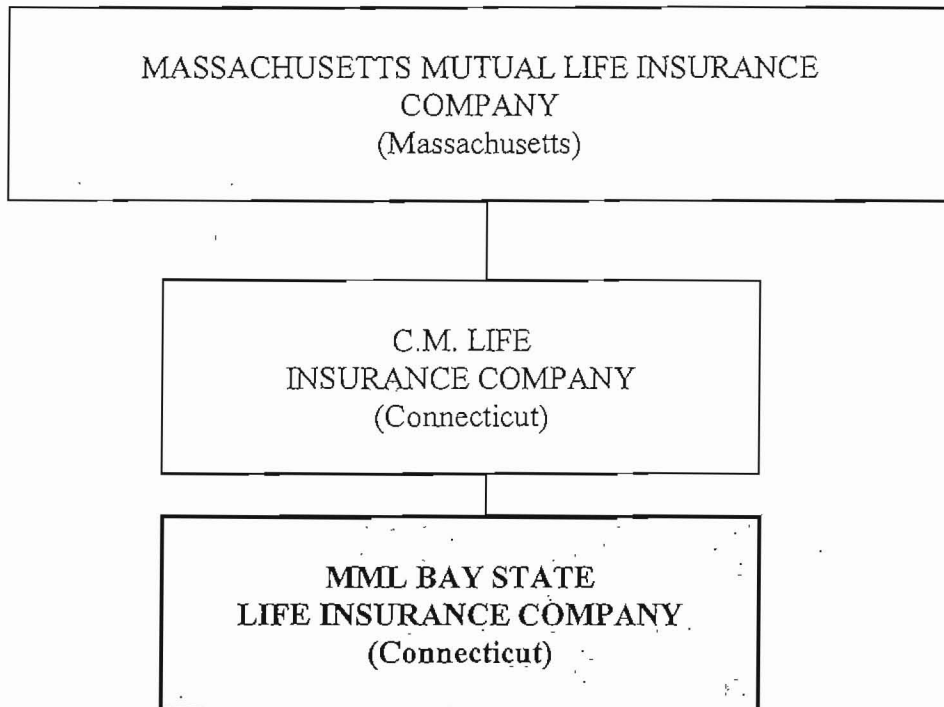 MASSACHUSETTS MUTUAL LIFE INSURANCE
COMPANY
(Massachusetts)
C.M. LIFE
INSURANCE COMPANY
(Connecticut)
MML BAY STATE
LIFE INSURANCE COMPANY
(Connecticut)